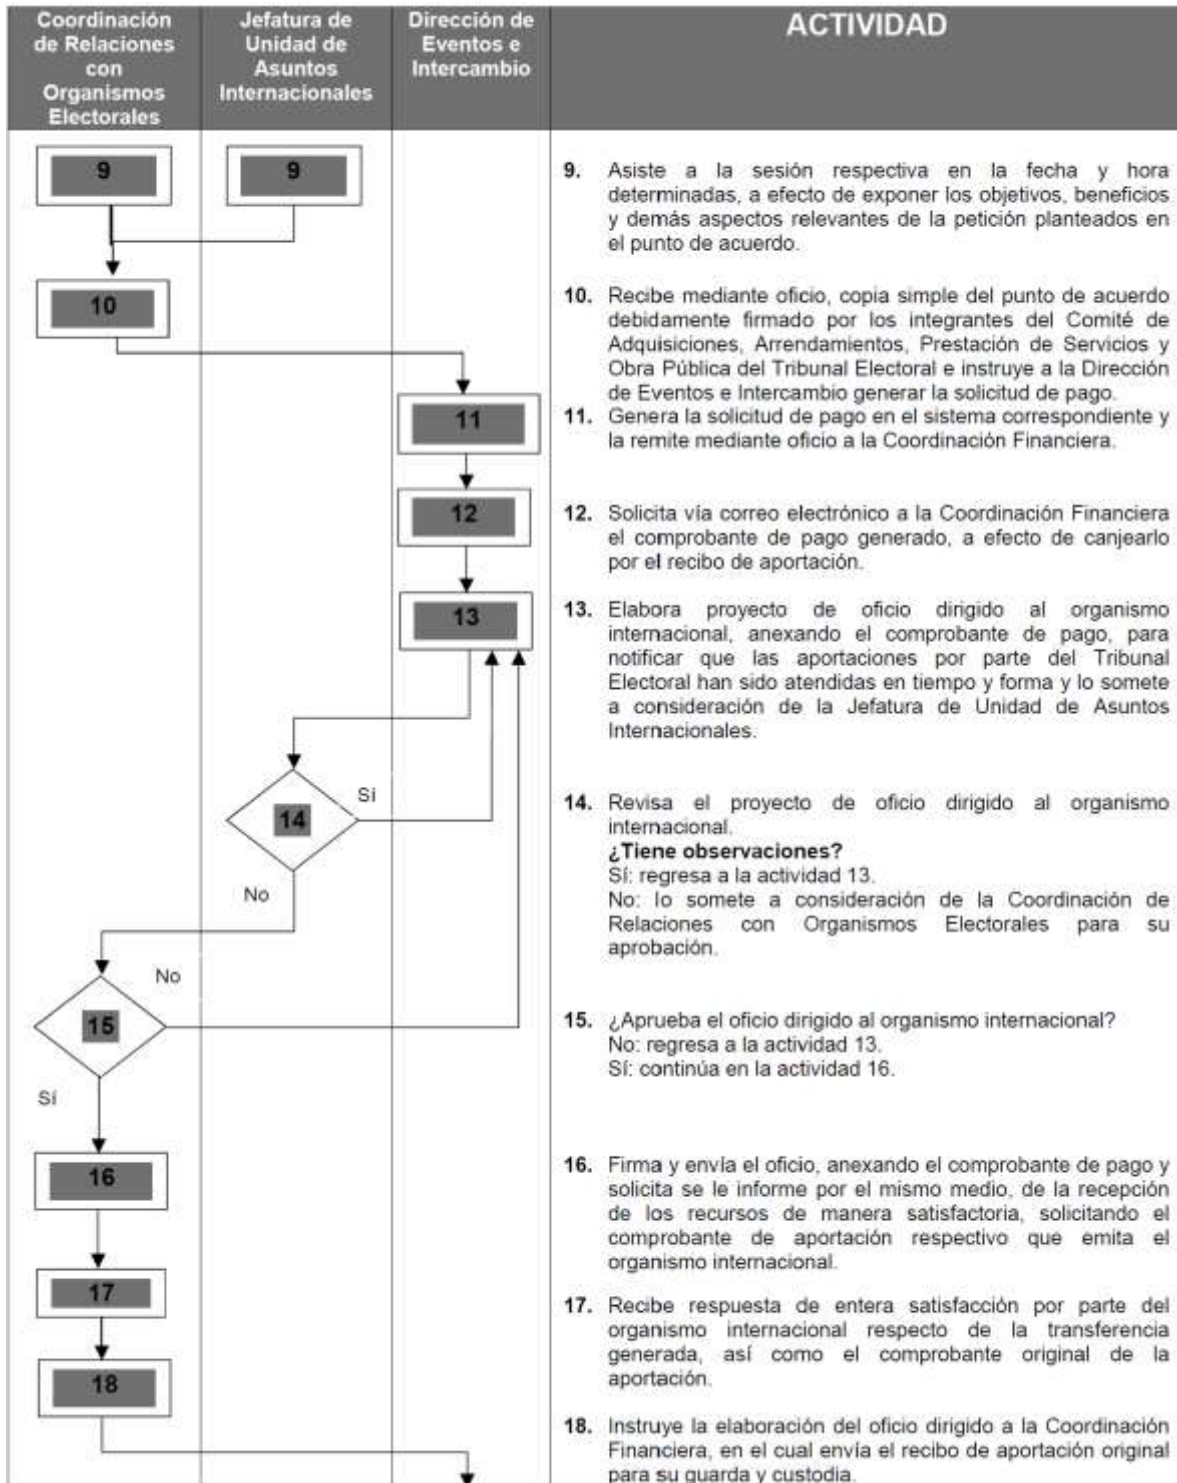 Coordinación
de Relaciones
con
Organismos
Electorales
Jefatura de
Unidad de
Asuntos
Internacionales
Dirección de
Eventos e
Intercambio
ACTIVIDAD
9
9
10
11
12
13
14
Sí
No
No
15
Sí
16
17
18
9. Asiste a la sesión respectiva en la fecha y hora
determinadas, a efecto de exponer los objetivos, beneficios
y demás aspectos relevantes de la petición planteados en
el punto de acuerdo.
10. Recibe mediante oficio, copia simple del punto de acuerdo
debidamente firmado por los integrantes del Comité de
Adquisiciones, Arrendamientos, Prestación de Servicios y
Obra Pública del Tribunal Electoral e instruye a la Dirección
de Eventos e Intercambio generar la solicitud de pago.
11. Genera la solicitud de pago en el sistema correspondiente y
la remite mediante oficio a la Coordinación Financiera.
12. Solicita vía correo electrónico a la Coordinación Financiera
el comprobante de pago generado, a efecto de canjearlo
por el recibo de aportación.
13. Elabora proyecto de oficio dirigido al organismo
internacional, anexando el comprobante de pago, para
notificar que las aportaciones por parte del Tribunal
Electoral han sido atendidas en tiempo y forma y lo somete
a consideración de la Jefatura de Unidad de Asuntos
Internacionales.
14. Revisa el proyecto de oficio dirigido al organismo
internacional.
¿Tiene observaciones?
Sí: regresa a la actividad 13.
No: lo somete a consideración de la Coordinación de
Relaciones con Organismos Electorales para su
aprobación.
15. ¿Aprueba el oficio dirigido al organismo internacional?
No: regresa a la actividad 13.
Sí: continúa en la actividad 16.
16. Firma y envía el oficio, anexando el comprobante de pago y
solicita se le informe por el mismo medio, de la recepción
de los recursos de manera satisfactoria, solicitando el
comprobante de aportación respectivo que emita el
organismo internacional.
17. Recibe respuesta de entera satisfacción por parte del
organismo internacional respecto de la transferencia
generada, así como el comprobante original de la
aportación.
18. Instruye la elaboración del oficio dirigido a la Coordinación
Financiera, en el cual envía el recibo de aportación original
para su guarda y custodia.